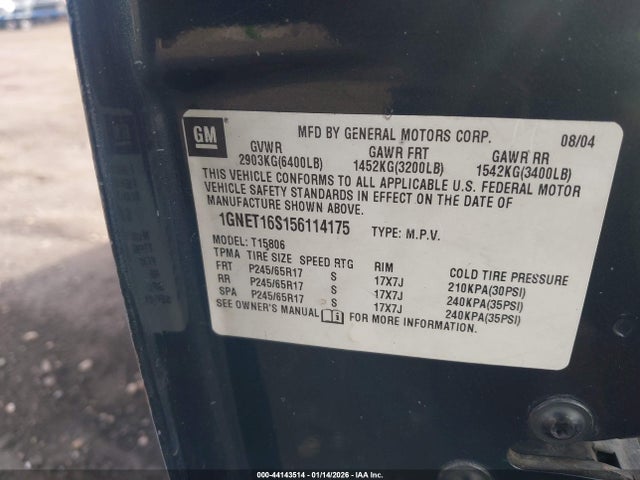 GM
MFD BY GENERAL MOTORS CORP. 08/04
GVWR GAWR FRT GAWR RR
2903KG(6400LB) 1452KG(3200LB) 1542KG(3400LB)
THIS VEHICLE CONFORMS TO ALL APPLICABLE U.S. FEDERAL MOTOR
VEHICLE SAFETY STANDARDS IN EFFECT ON THE DATE OF
MANUFACTURE SHOWN ABOVE.
1GNET16S156114175 TYPE: M.P.V.
MODEL: T15806
TPMA TIRE SIZE SPEED RTG RIM COLD TIRE PRESSURE
FRT P245/65R17 S 17X7J 210KPA(30PSI)
RR P245/65R17 S 17X7J 240KPA(35PSI)
SPA P245/65R17 S 17X7J 240KPA(35PSI)
SEE OWNER'S MANUAL FOR MORE INFORMATION.
000-44143514 - 01/14/2026 - IAA Inc.